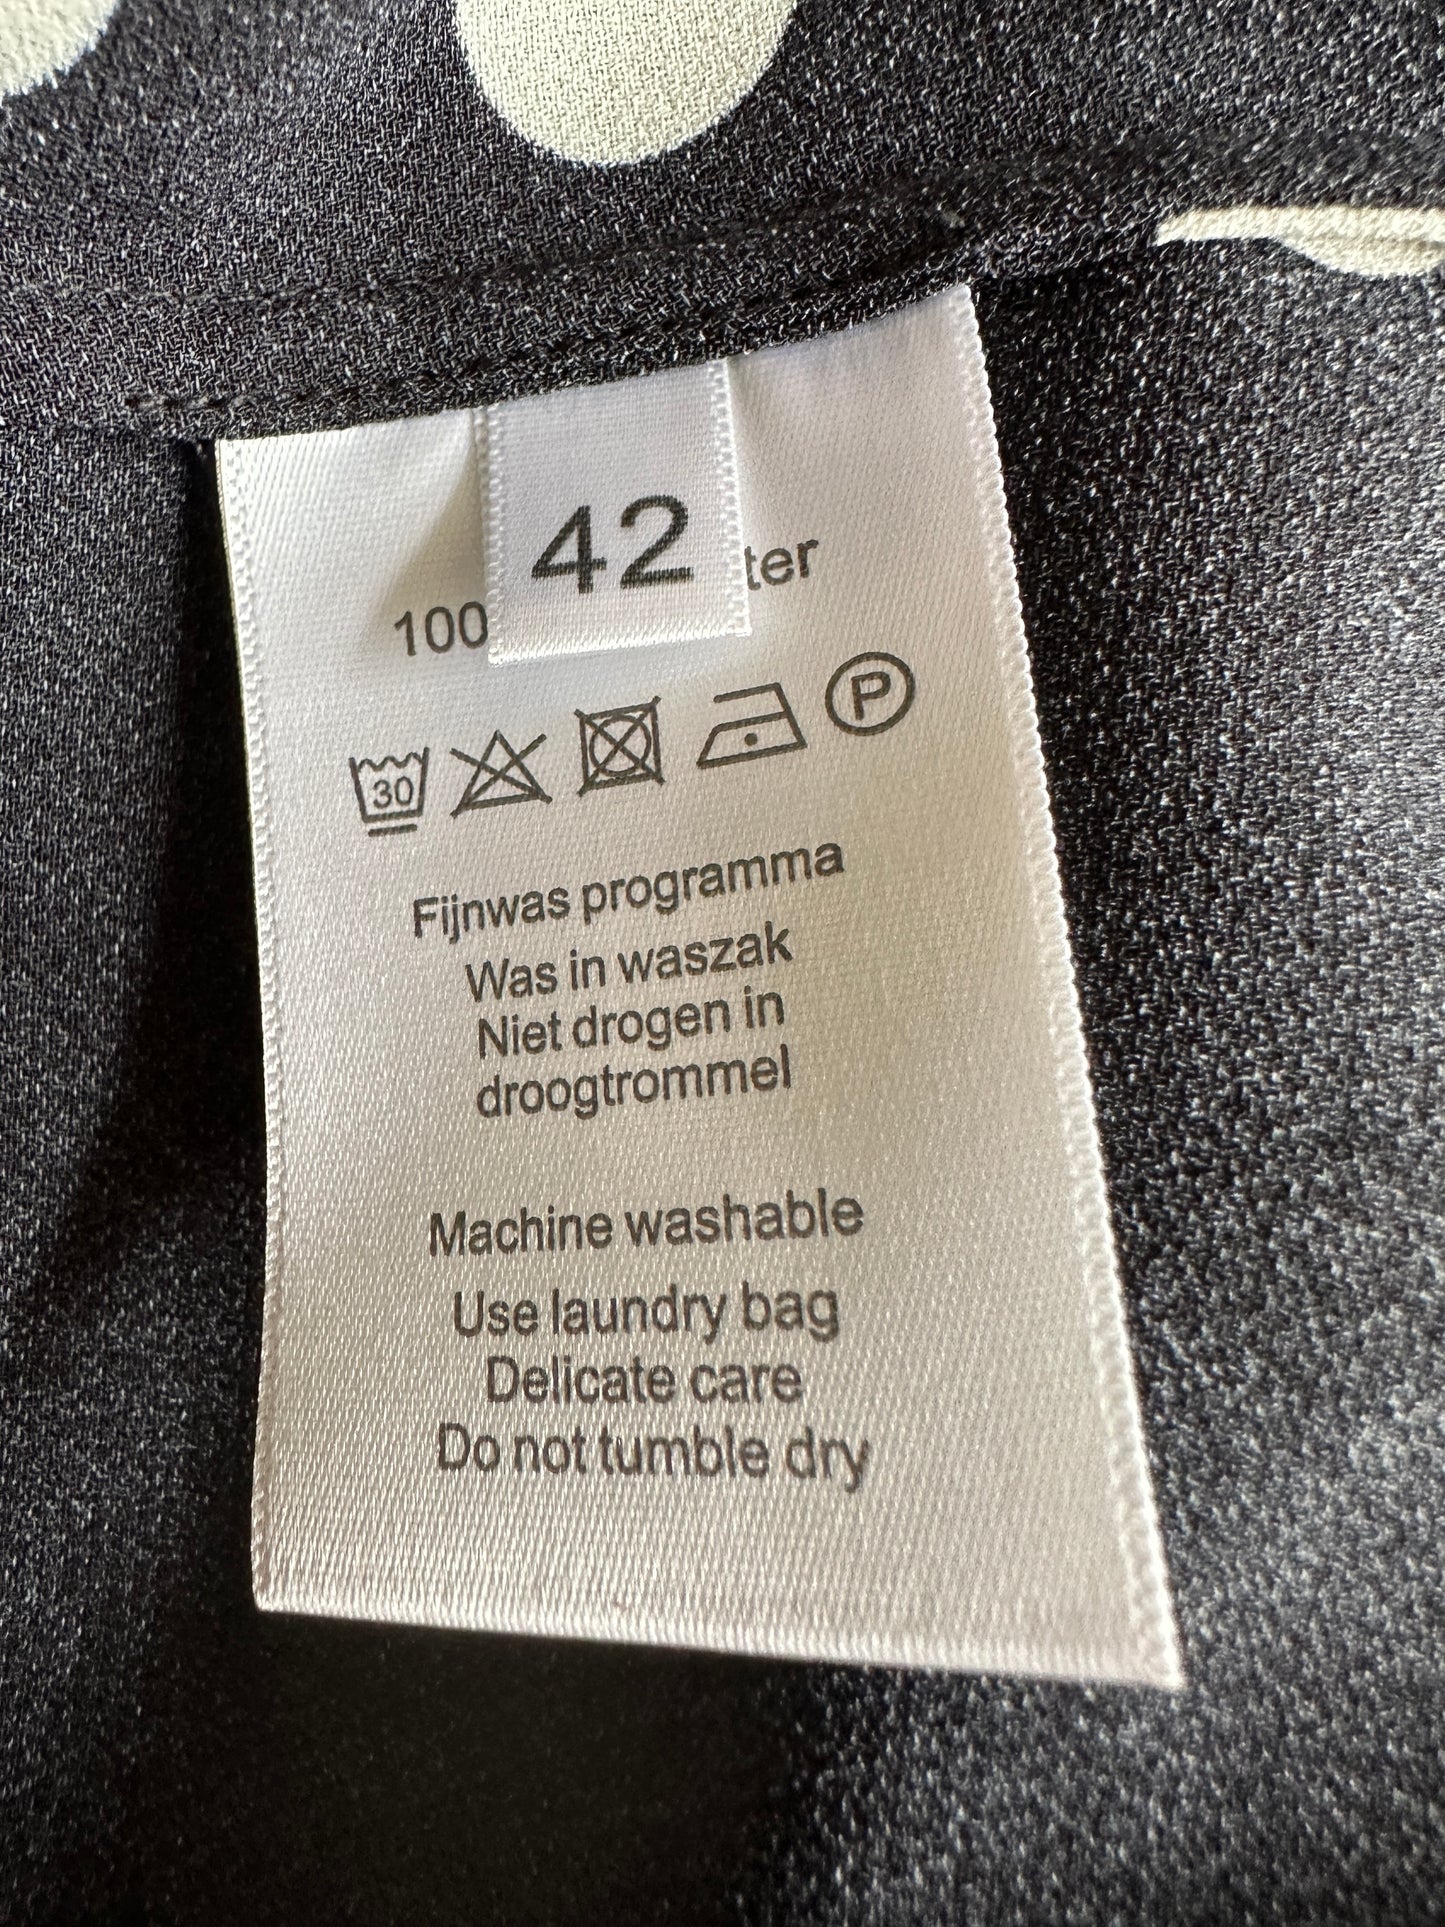 42
100 ter
30 P
Fijnwas programma
Was in waszak
Niet drogen in
droogtrommel
Machine washable
Use laundry bag
Delicate care
Do not tumble dry